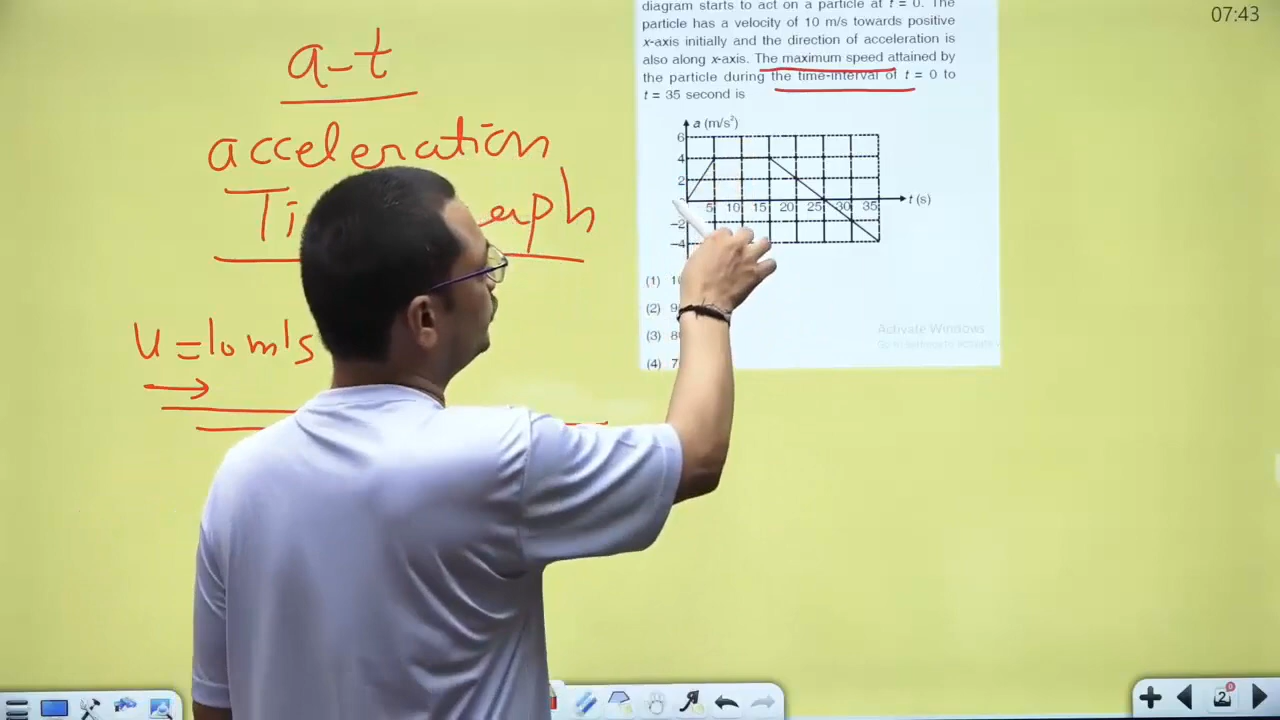 07:43
a-t
acceleration
Ti aph
u = 10 m/s
diagram starts to act on a particle at t = 0. The
particle has a velocity of 10 m/s towards positive
x-axis initially and the direction of acceleration is
also along x-axis. The maximum speed attained by
the particle during the time-interval of t = 0 to
t = 35 second is
a (m/s²)
6
4
2
5 10 15 20 25 30 35 t (s)
-2
-4
(1)
(2)
(3)
(4)
Activate Windows
2